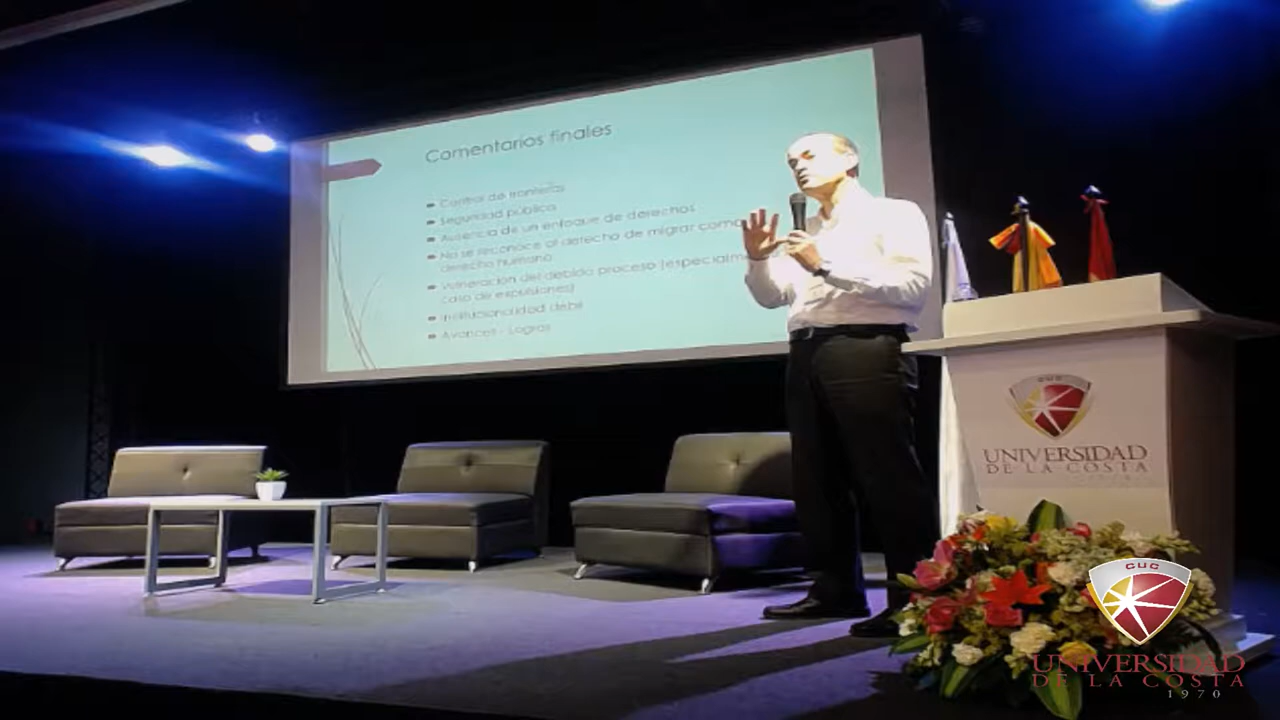 Comentarios finales
Control de fronteras
Seguridad pública
Ausencia de un enfoque de derechos
No se reconoce el derecho de migrar como
derecho humano
Vulneración del debido proceso (especialm
caso de expulsiones)
Institucionalidad débil
Avances - Logros
CUC
UNIVERSIDAD
DE LA COSTA
CUC
UNIVERSIDAD
DE LA COSTA
1970